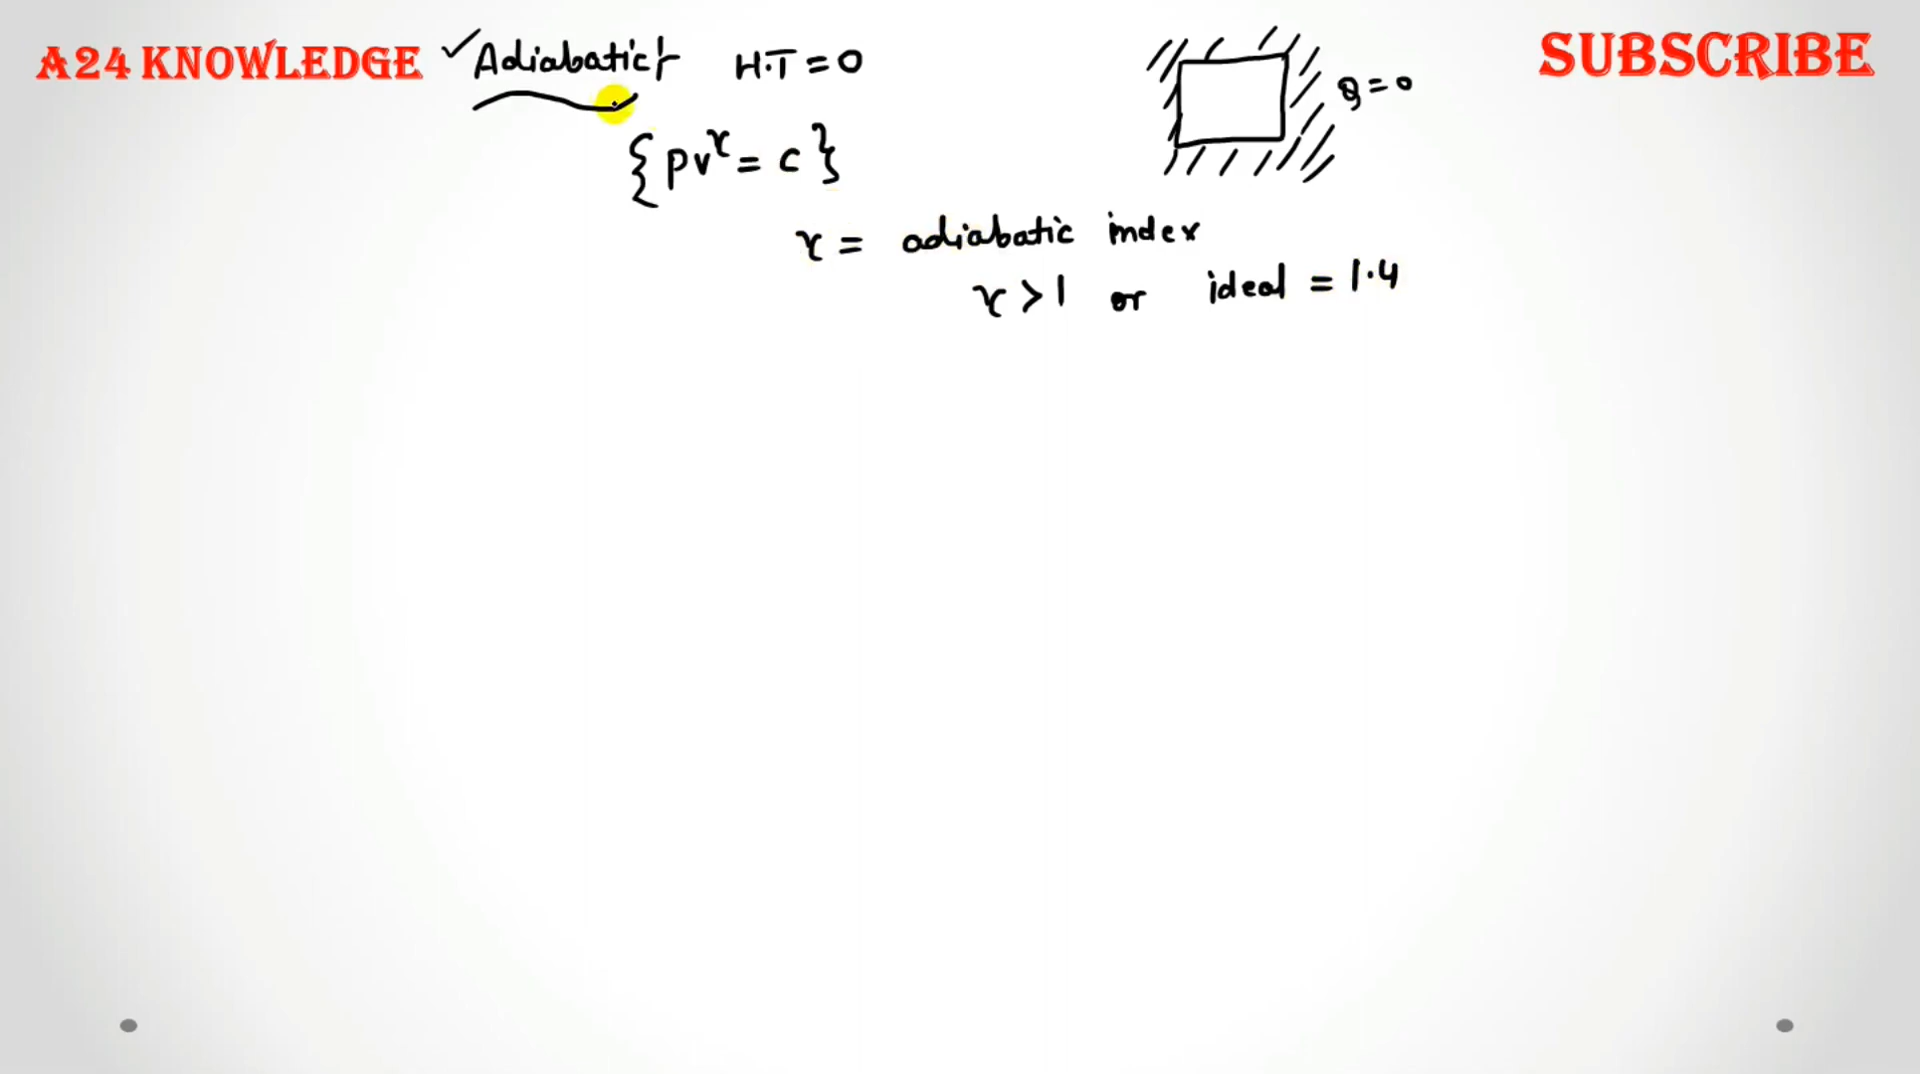 A24 KNOWLEDGE
SUBSCRIBE
✓ Adiabatic :- H.T = 0
Q = 0
{ pv^γ = c }
γ = adiabatic index
γ > 1 or ideal = 1.4